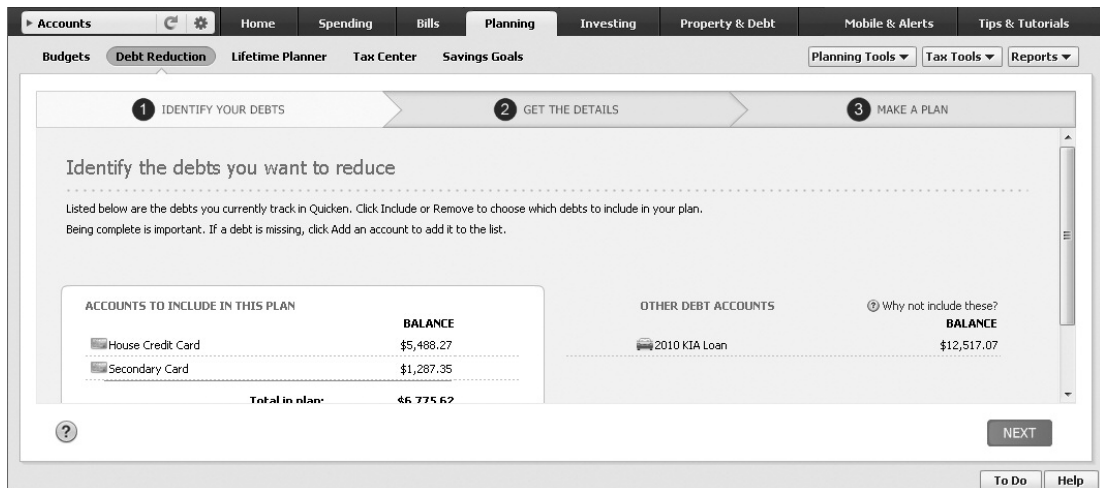 Accounts Home Spending Bills Planning Investing Property & Debt Mobile & Alerts Tips & Tutorials
Budgets Debt Reduction Lifetime Planner Tax Center Savings Goals Planning Tools Tax Tools Reports
1 IDENTIFY YOUR DEBTS 2 GET THE DETAILS 3 MAKE A PLAN
Identify the debts you want to reduce
Listed below are the debts you currently track in Quicken. Click Include or Remove to choose which debts to include in your plan.
Being complete is important. If a debt is missing, click Add an account to add it to the list.
ACCOUNTS TO INCLUDE IN THIS PLAN
BALANCE
House Credit Card $5,488.27
Secondary Card $1,287.35
Total in plan: $6,775.62
OTHER DEBT ACCOUNTS ? Why not include these?
BALANCE
2010 KIA Loan $12,517.07
? NEXT
To Do Help